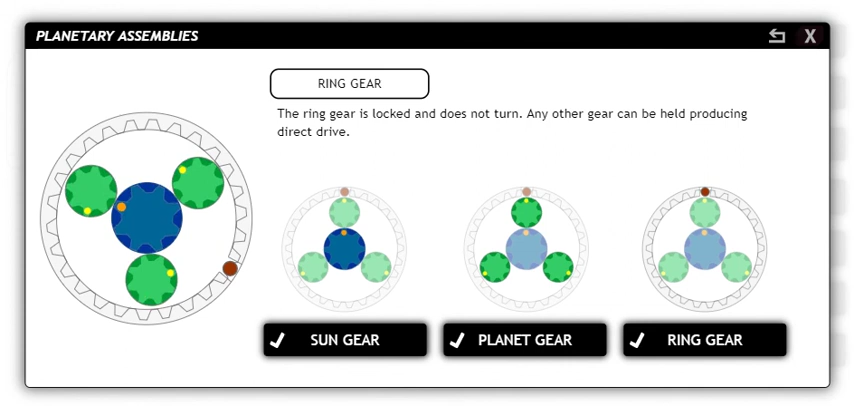 PLANETARY ASSEMBLIES
X
RING GEAR
The ring gear is locked and does not turn. Any other gear can be held producing
direct drive.
SUN GEAR
PLANET GEAR
RING GEAR